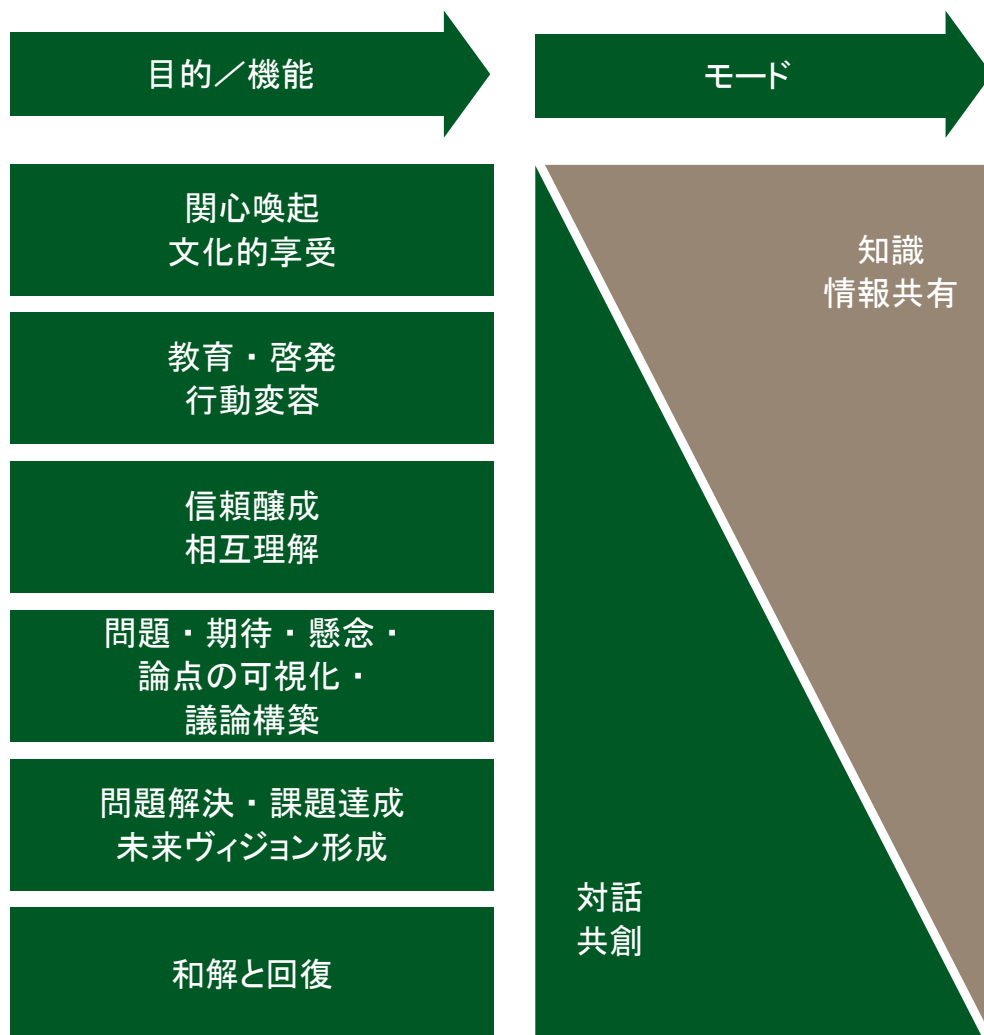 目的／機能
モード
関心喚起
文化的享受
教育・啓発
行動変容
信頼醸成
相互理解
問題・期待・懸念・
論点の可視化・
議論構築
問題解決・課題達成
未来ヴィジョン形成
和解と回復
知識
情報共有
対話
共創